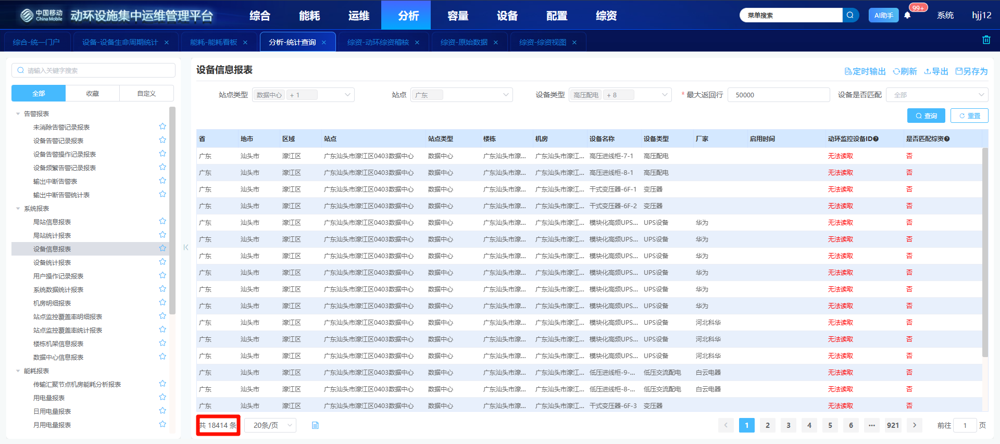 中国移动
China Mobile
动环设施集中运维管理平台
综合 能耗 运维 分析 容量 设备 配置 综资
菜单搜索
AI助手
99+
系统
hjj12
综合-统一门户 设备-设备生命周期统计 × 能耗-能耗看板 × 分析-统计查询 × 综资-动环综资稽核 × 综资-原始数据 × 综资-综资视图 ×
请输入关键字搜索
全部 收藏 自定义
告警报表
未消除告警记录报表
设备告警记录报表
设备告警操作记录报表
设备频繁告警记录报表
输出中断告警表
输出中断告警统计表
系统报表
局站信息报表
局站统计报表
设备信息报表
设备统计报表
用户操作记录报表
系统数据统计报表
机房明细报表
站点监控覆盖率明细报表
站点监控覆盖率统计报表
楼栋机架信息报表
数据中心信息报表
能耗报表
传输汇聚节点机房能耗分析报表
用电量报表
日用电量报表
月用电量报表
设备信息报表
定时输出 刷新 导出 另存为
站点类型 数据中心 + 1 站点 广东 设备类型 高压配电 + 8 * 最大返回行 50000 设备是否匹配 全部
查询 重置
省 地市 区域 站点 站点类型 楼栋 机房 设备名称 设备类型 厂家 启用时间 动环监控设备ID 是否匹配综资
广东 汕头市 濠江区 广东汕头市濠江区0403数据中心 数据中心 广东汕头市濠... 广东汕头市濠江... 高压进线柜-7-1 高压配电 无法读取 否
广东 汕头市 濠江区 广东汕头市濠江区0403数据中心 数据中心 广东汕头市濠... 广东汕头市濠江... 高压进线柜-8-1 高压配电 无法读取 否
广东 汕头市 濠江区 广东汕头市濠江区0403数据中心 数据中心 广东汕头市濠... 广东汕头市濠江... 干式变压器-6F-1 变压器 无法读取 否
广东 汕头市 濠江区 广东汕头市濠江区0403数据中心 数据中心 广东汕头市濠... 广东汕头市濠江... 干式变压器-6F-2 变压器 无法读取 否
广东 汕头市 濠江区 广东汕头市濠江区0403数据中心 数据中心 广东汕头市濠... 广东汕头市濠江... 模块化高频UPS... UPS设备 华为 无法读取 否
广东 汕头市 濠江区 广东汕头市濠江区0403数据中心 数据中心 广东汕头市濠... 广东汕头市濠江... 模块化高频UPS... UPS设备 华为 无法读取 否
广东 汕头市 濠江区 广东汕头市濠江区0403数据中心 数据中心 广东汕头市濠... 广东汕头市濠江... 模块化高频UPS... UPS设备 华为 无法读取 否
广东 汕头市 濠江区 广东汕头市濠江区0403数据中心 数据中心 广东汕头市濠... 广东汕头市濠江... 模块化高频UPS... UPS设备 华为 无法读取 否
广东 汕头市 濠江区 广东汕头市濠江区0403数据中心 数据中心 广东汕头市濠... 广东汕头市濠江... 模块化高频UPS... UPS设备 华为 无法读取 否
广东 汕头市 濠江区 广东汕头市濠江区0403数据中心 数据中心 广东汕头市濠... 广东汕头市濠江... 模块化高频UPS... UPS设备 华为 无法读取 否
广东 汕头市 濠江区 广东汕头市濠江区0403数据中心 数据中心 广东汕头市濠... 广东汕头市濠江... 模块化高频UPS... UPS设备 河北科华 无法读取 否
广东 汕头市 濠江区 广东汕头市濠江区0403数据中心 数据中心 广东汕头市濠... 广东汕头市濠江... 模块化高频UPS... UPS设备 河北科华 无法读取 否
广东 汕头市 濠江区 广东汕头市濠江区0403数据中心 数据中心 广东汕头市濠... 广东汕头市濠江... 模块化高频UPS... UPS设备 河北科华 无法读取 否
广东 汕头市 濠江区 广东汕头市濠江区0403数据中心 数据中心 广东汕头市濠... 广东汕头市濠江... 低压进线柜-9-... 低压交流配电 白云电器 无法读取 否
广东 汕头市 濠江区 广东汕头市濠江区0403数据中心 数据中心 广东汕头市濠... 广东汕头市濠江... 低压进线柜-8-... 低压交流配电 白云电器 无法读取 否
广东 汕头市 濠江区 广东汕头市濠江区0403数据中心 数据中心 广东汕头市濠... 广东汕头市濠江... 干式变压器-6F-3 变压器 无法读取 否
共 18414 条 20条/页 1 2 3 4 5 6 ··· 921 前往 1 页